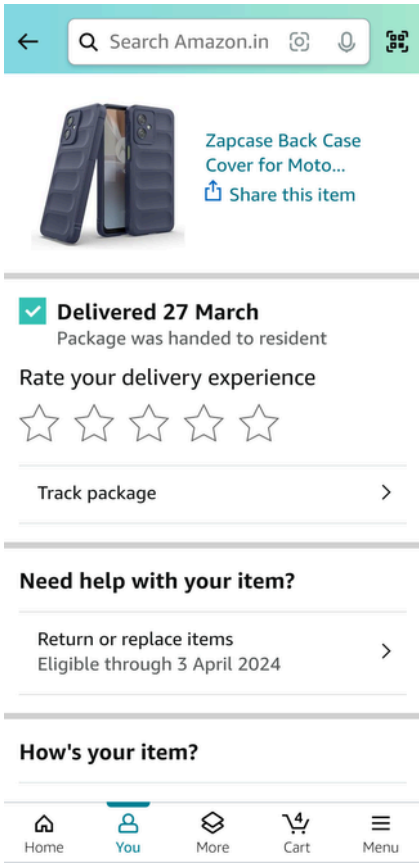 Search Amazon.in
Zapcase Back Case
Cover for Moto...
Share this item
Delivered 27 March
Package was handed to resident
Rate your delivery experience
Track package
Need help with your item?
Return or replace items
Eligible through 3 April 2024
How's your item?
4
Home You More Cart Menu